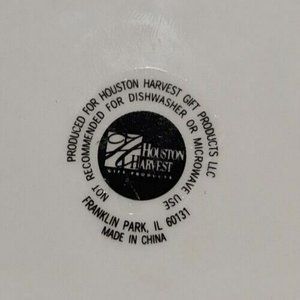 PRODUCED FOR HOUSTON HARVEST GIFT PRODUCTS LLC
NOT RECOMMENDED FOR DISHWASHER OR MICROWAVE USE
HOUSTON
HARVEST
GIFT PRODUCTS
FRANKLIN PARK, IL 60131
MADE IN CHINA